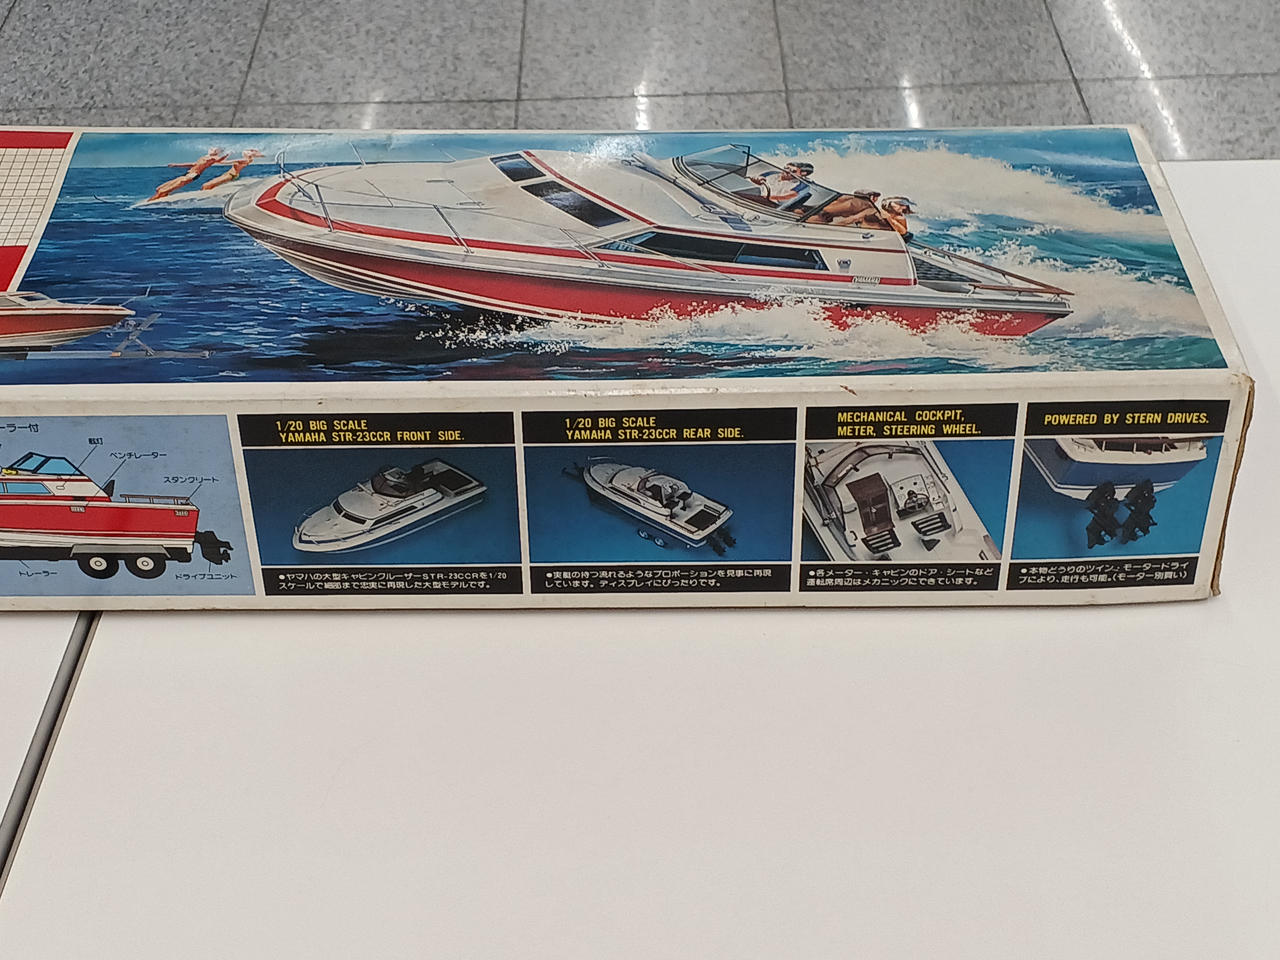 YAMAHA
ーラー付
舷灯
ベンチレーター
スタンクリート
トレーラー
ドライブユニット
1/20 BIG SCALE
YAMAHA STR-23CCR FRONT SIDE.
●ヤマハの大型キャビンクルーザーSTR-23CCRを1/20
スケールで細部まで忠実に再現した大型モデルです。
1/20 BIG SCALE
YAMAHA STR-23CCR REAR SIDE.
●実艇の持つ流れるようなプロポーションを見事に再現
しています。ディスプレイにぴったりです。
MECHANICAL COCKPIT,
METER, STEERING WHEEL.
●各メーター・キャビンのドア・シートなど
運転席周辺はメカニックにできています。
POWERED BY STERN DRIVES.
●本物どうりのツイン、モータードライ
ブにより、走行も可能。(モーター別買い)